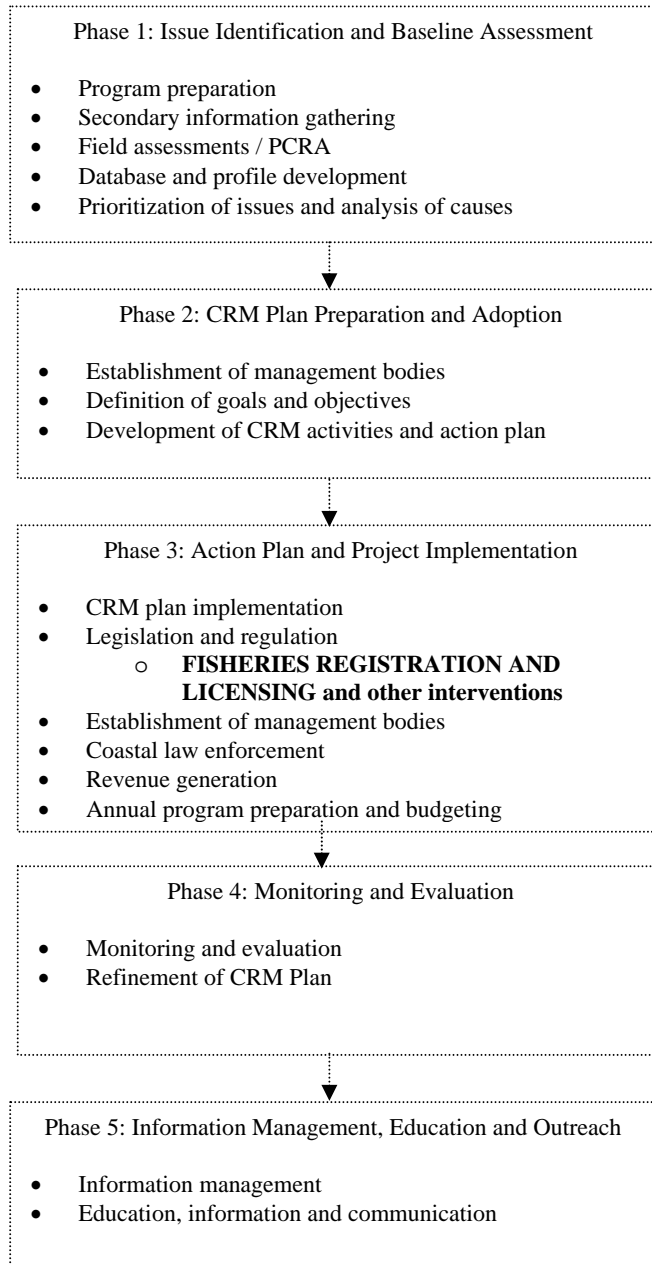 Phase 1: Issue Identification and Baseline Assessment
• Program preparation
• Secondary information gathering
• Field assessments / PCRA
• Database and profile development
• Prioritization of issues and analysis of causes
Phase 2: CRM Plan Preparation and Adoption
• Establishment of management bodies
• Definition of goals and objectives
• Development of CRM activities and action plan
Phase 3: Action Plan and Project Implementation
• CRM plan implementation
• Legislation and regulation
o FISHERIES REGISTRATION AND
LICENSING and other interventions
• Establishment of management bodies
• Coastal law enforcement
• Revenue generation
• Annual program preparation and budgeting
Phase 4: Monitoring and Evaluation
• Monitoring and evaluation
• Refinement of CRM Plan
Phase 5: Information Management, Education and Outreach
• Information management
• Education, information and communication